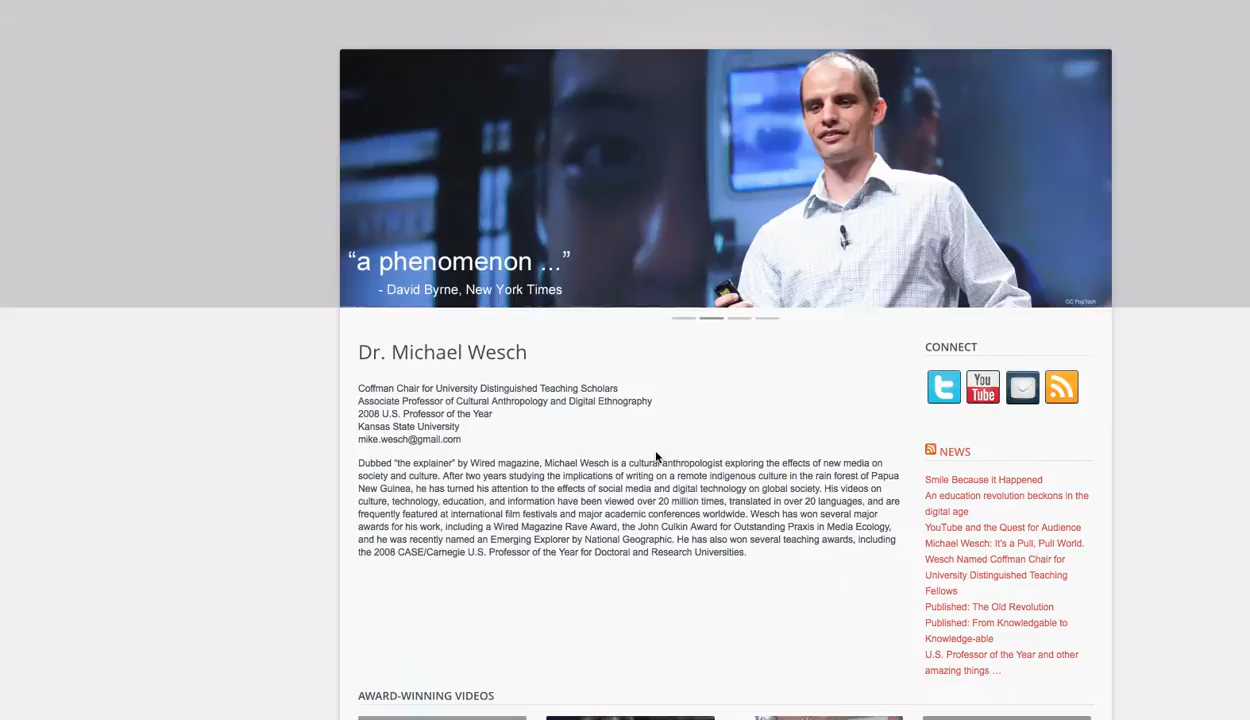 “a phenomenon ...”
- David Byrne, New York Times
CC PopTech
Dr. Michael Wesch
Coffman Chair for University Distinguished Teaching Scholars
Associate Professor of Cultural Anthropology and Digital Ethnography
2008 U.S. Professor of the Year
Kansas State University
mike.wesch@gmail.com
Dubbed “the explainer” by Wired magazine, Michael Wesch is a cultural anthropologist exploring the effects of new media on
society and culture. After two years studying the implications of writing on a remote indigenous culture in the rain forest of Papua
New Guinea, he has turned his attention to the effects of social media and digital technology on global society. His videos on
culture, technology, education, and information have been viewed over 20 million times, translated in over 20 languages, and are
frequently featured at international film festivals and major academic conferences worldwide. Wesch has won several major
awards for his work, including a Wired Magazine Rave Award, the John Culkin Award for Outstanding Praxis in Media Ecology,
and he was recently named an Emerging Explorer by National Geographic. He has also won several teaching awards, including
the 2008 CASE/Carnegie U.S. Professor of the Year for Doctoral and Research Universities.
AWARD-WINNING VIDEOS
CONNECT
You
Tube
NEWS
Smile Because it Happened
An education revolution beckons in the
digital age
YouTube and the Quest for Audience
Michael Wesch: It’s a Pull, Pull World.
Wesch Named Coffman Chair for
University Distinguished Teaching
Fellows
Published: The Old Revolution
Published: From Knowledgable to
Knowledge-able
U.S. Professor of the Year and other
amazing things …